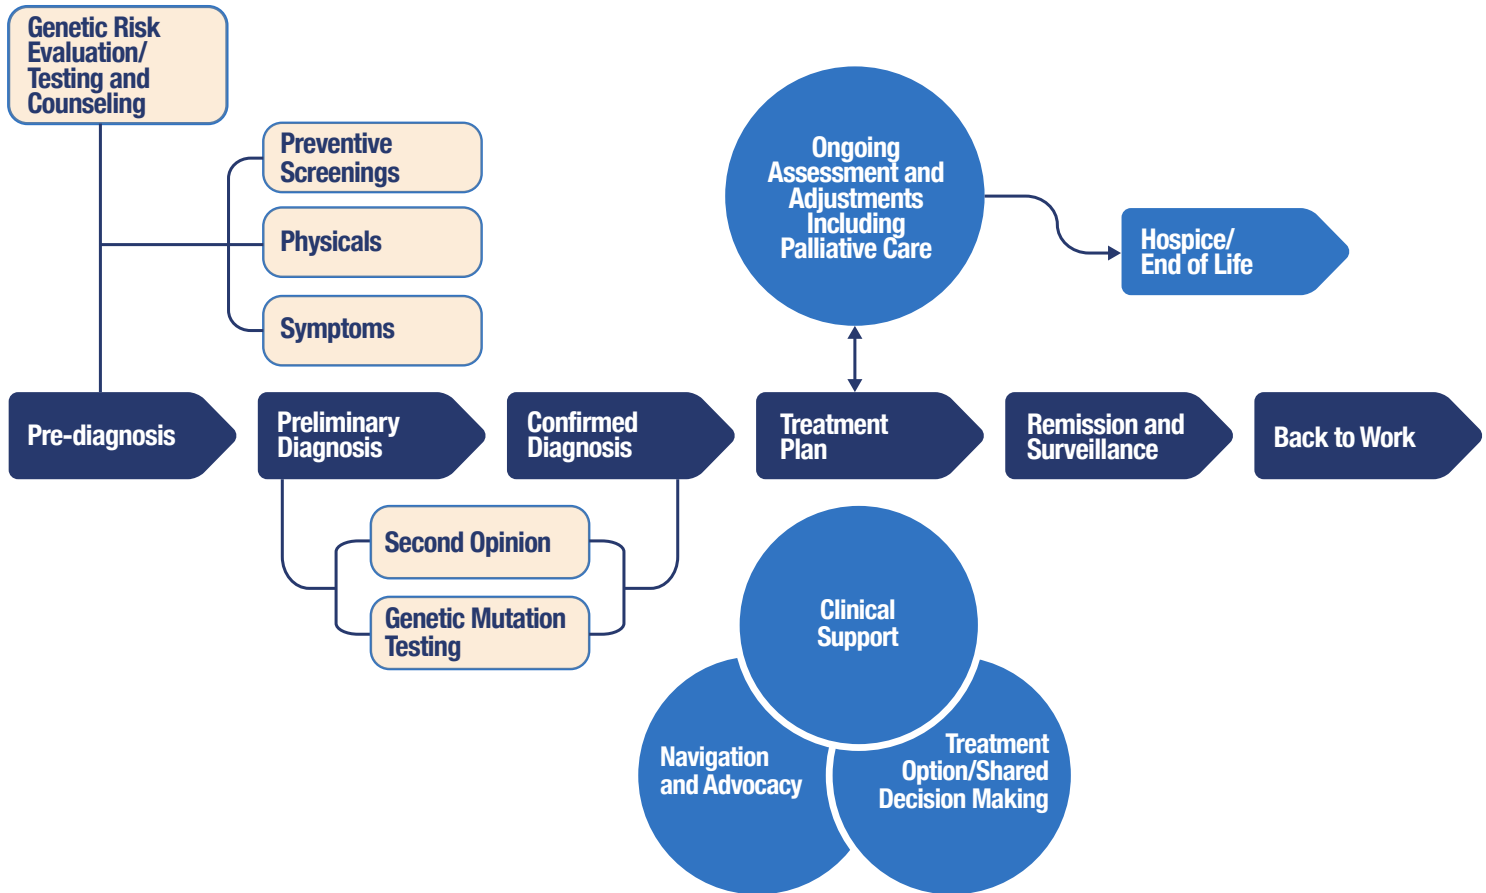 Genetic Risk
Evaluation/
Testing and
Counseling
Preventive
Screenings
Physicals
Symptoms
Ongoing
Assessment and
Adjustments
Including
Palliative Care
Hospice/
End of Life
Pre-diagnosis
Preliminary
Diagnosis
Confirmed
Diagnosis
Treatment
Plan
Remission and
Surveillance
Back to Work
Second Opinion
Genetic Mutation
Testing
Clinical
Support
Navigation
and Advocacy
Treatment
Option/Shared
Decision Making